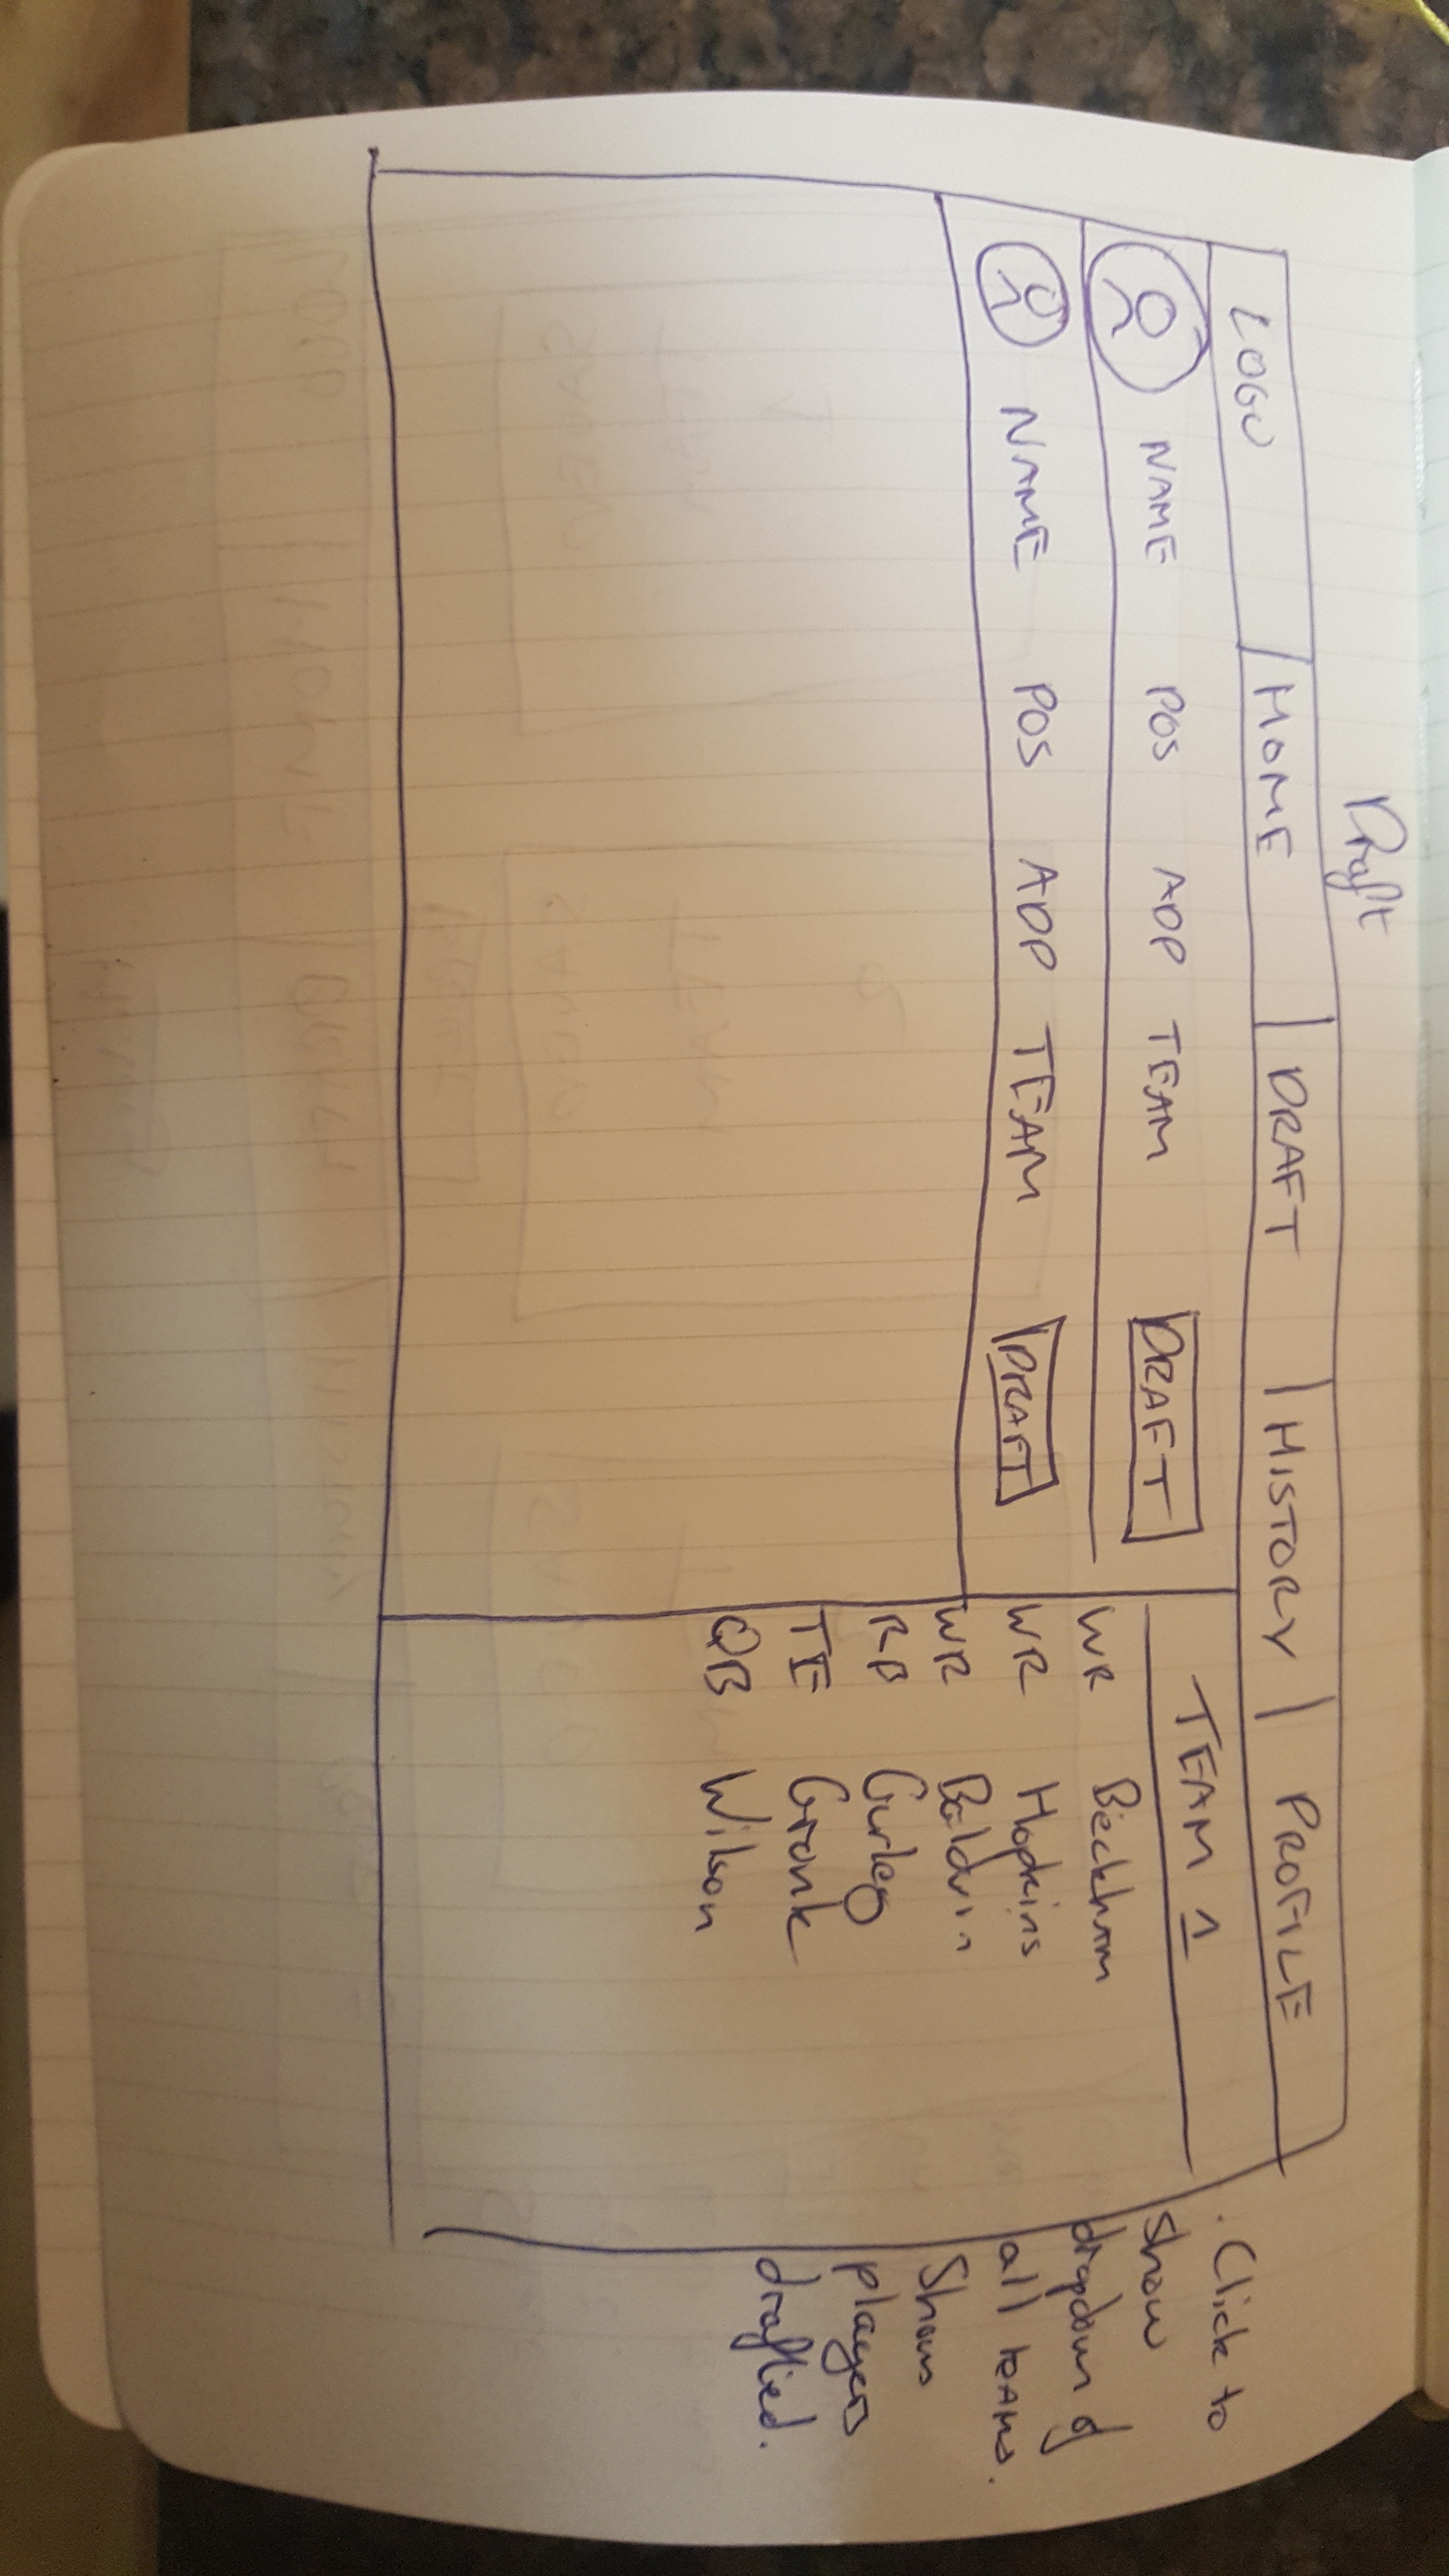 Draft
LOGO HOME DRAFT HISTORY PROFILE
NAME POS ADP TEAM DRAFT
NAME POS ADP TEAM DRAFT
TEAM 1
WR Beckham
WR Hopkins
WR Baldwin
RB Gurley
TE Gronk
QB Wilson
. Click to
show
dropdown of
all teams.
Shows
players
drafted.